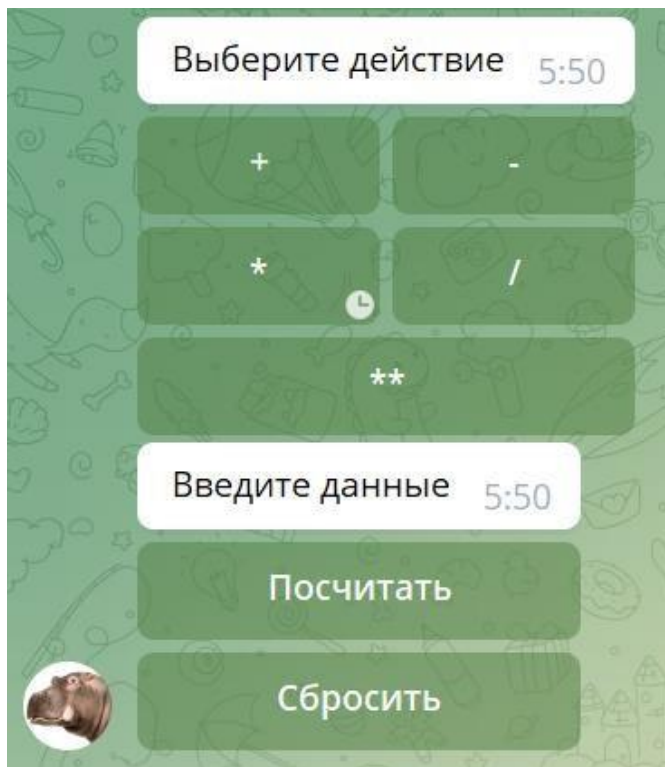 Выберите действие 5:50
+ -
* /
**
Введите данные 5:50
Посчитать
Сбросить